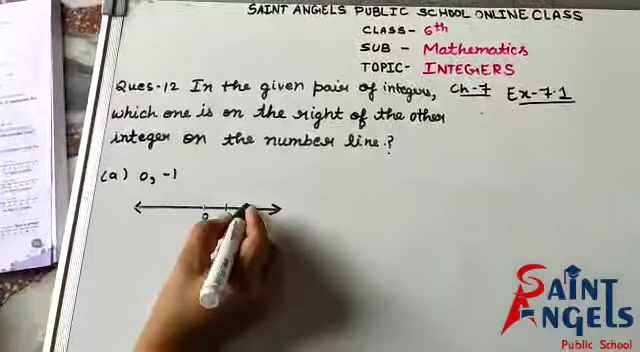 SAINT ANGELS PUBLIC SCHOOL ONLINE CLASS
CLASS- 6th
SUB - Mathematics
TOPIC- INTEGERS
Ques-12 In the given pair of integers, Ch-7 Ex-7.1
which one is on the right of the other
integer on the number line.?
(a) 0, -1
0
SAINT
ANGELS
Public School